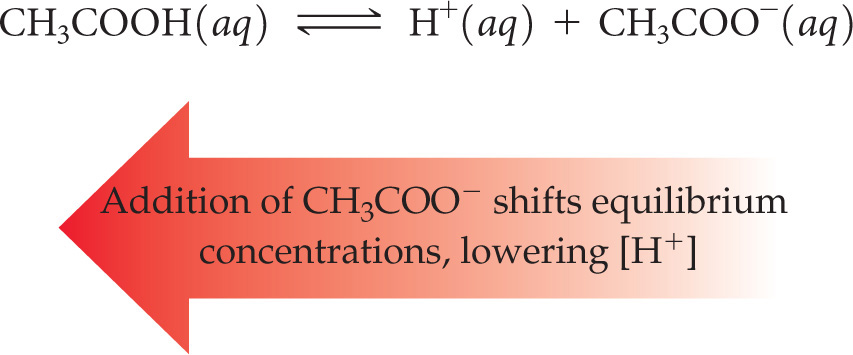 CH₃COOH(aq) ⇌ H⁺(aq) + CH₃COO⁻(aq)
Addition of CH₃COO⁻ shifts equilibrium
concentrations, lowering [H⁺]